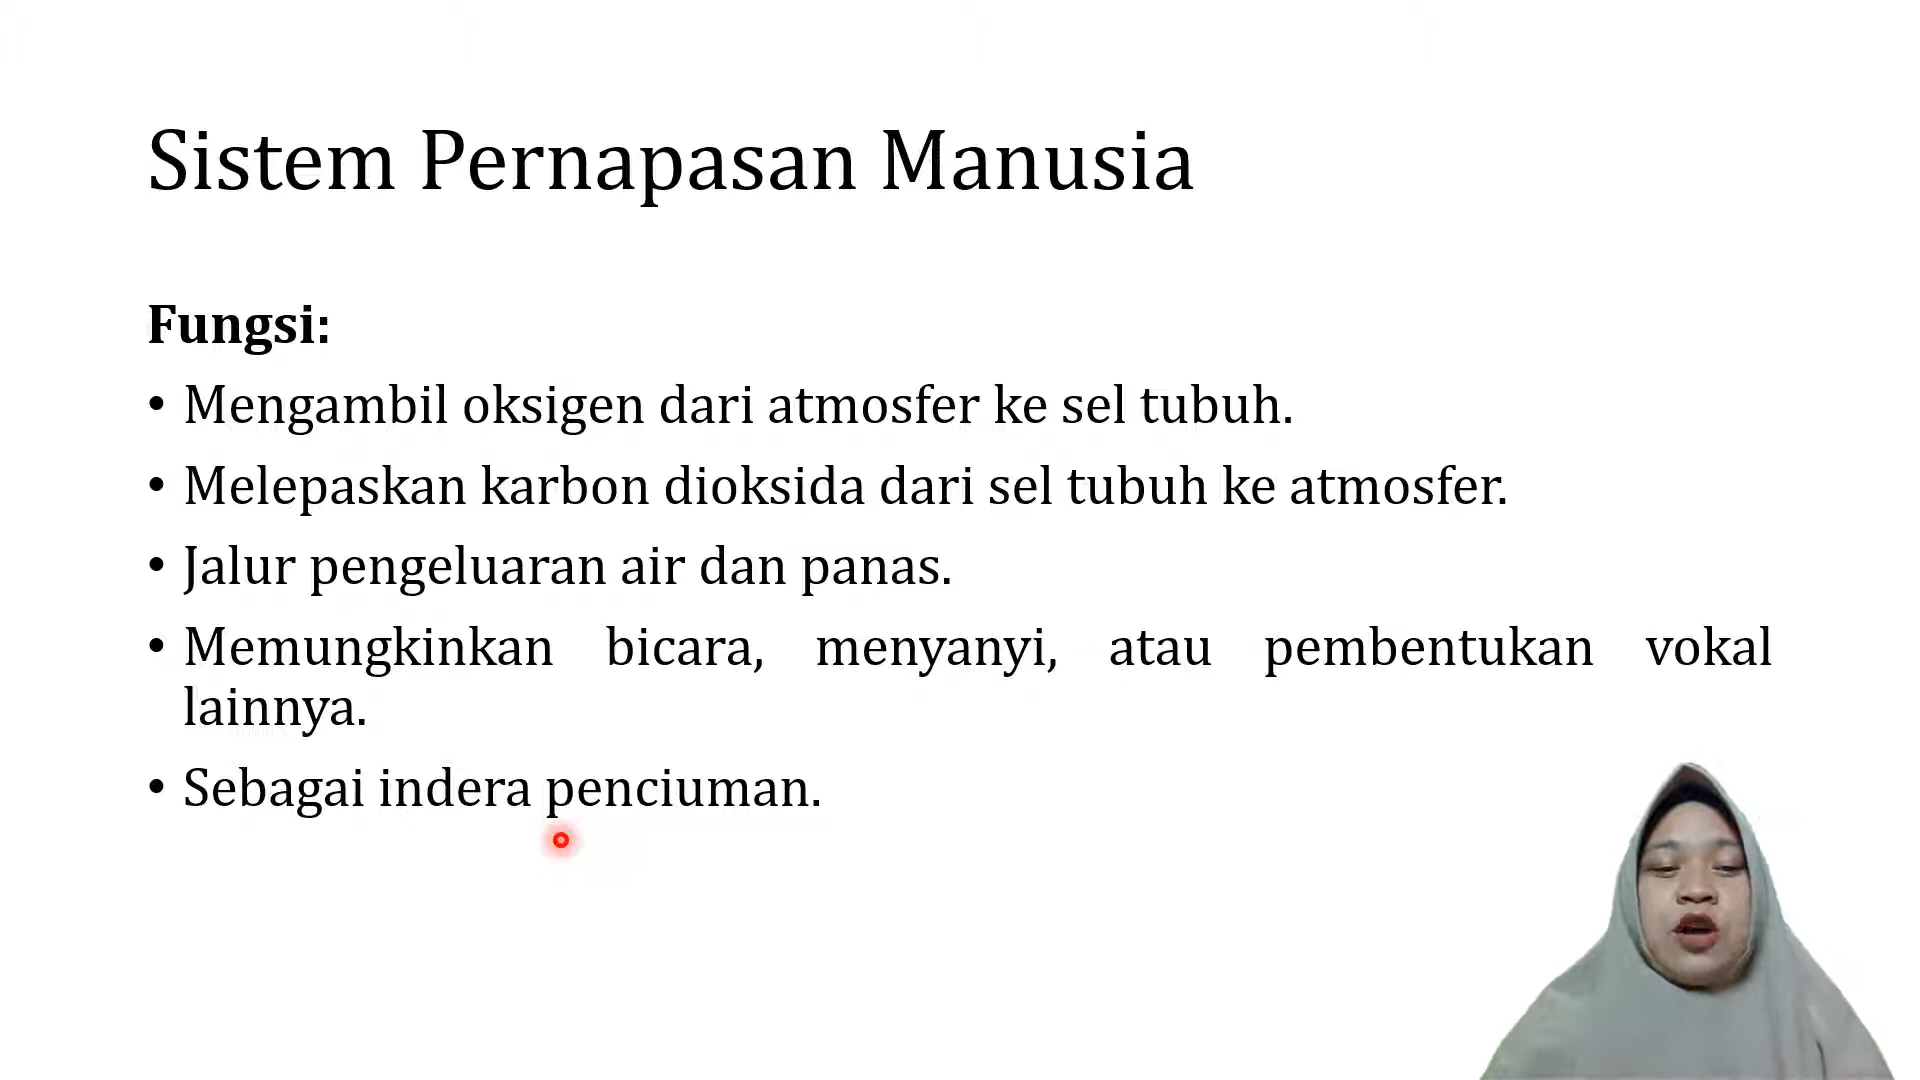 Sistem Pernapasan Manusia
Fungsi:
• Mengambil oksigen dari atmosfer ke sel tubuh.
• Melepaskan karbon dioksida dari sel tubuh ke atmosfer.
• Jalur pengeluaran air dan panas.
• Memungkinkan bicara, menyanyi, atau pembentukan vokal
lainnya.
• Sebagai indera penciuman.